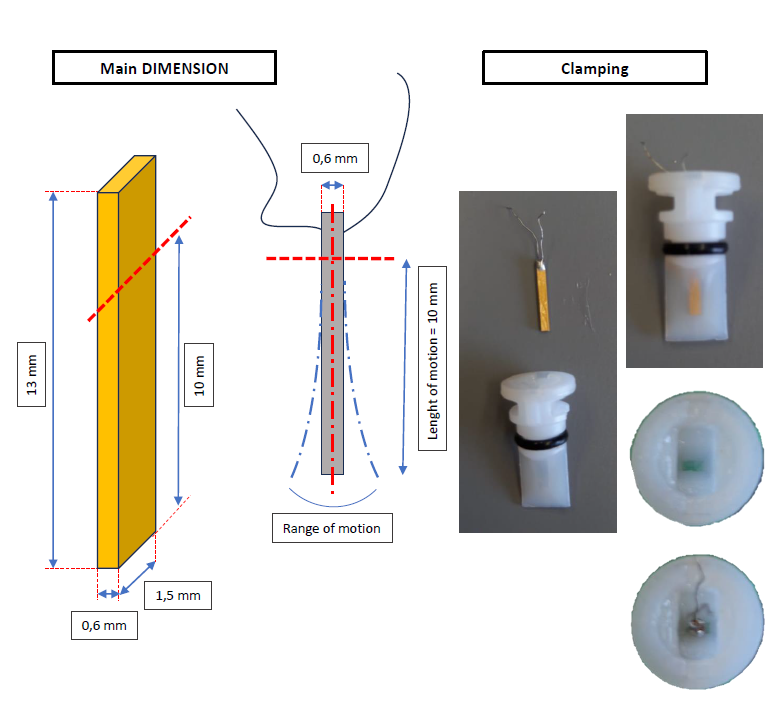 Main DIMENSION
Clamping
0,6 mm
13 mm
10 mm
Lenght of motion = 10 mm
Range of motion
1,5 mm
0,6 mm